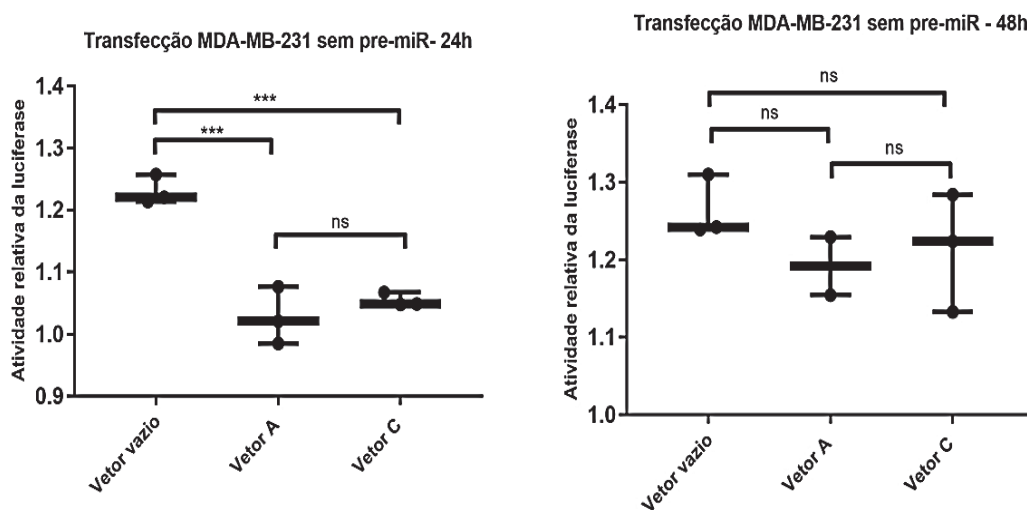 Transfecção MDA-MB-231 sem pre-miR- 24h
Atividade relativa da luciferase
1.4
1.3
1.2
1.1
1.0
0.9
***
***
ns
Vetor vazio
Vetor A
Vetor C
Transfecção MDA-MB-231 sem pre-miR - 48h
Atividade relativa da luciferase
1.4
1.3
1.2
1.1
1.0
ns
ns
ns
Vetor vazio
Vetor A
Vetor C